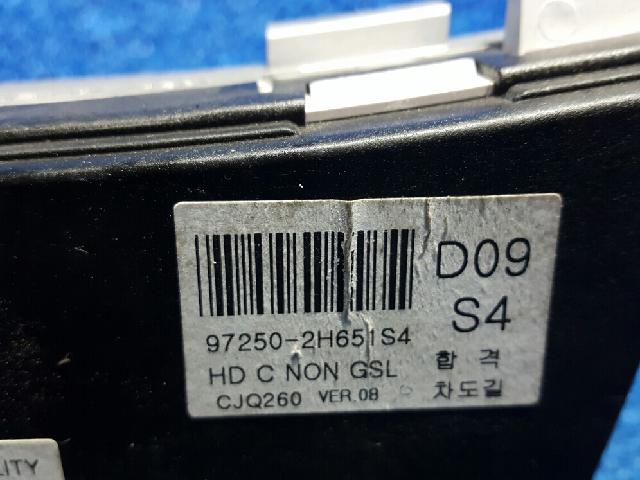 D09
S4
97250-2H651S4
HD C NON GSL
합 격
CJQ260 VER.08
차도길
LITY